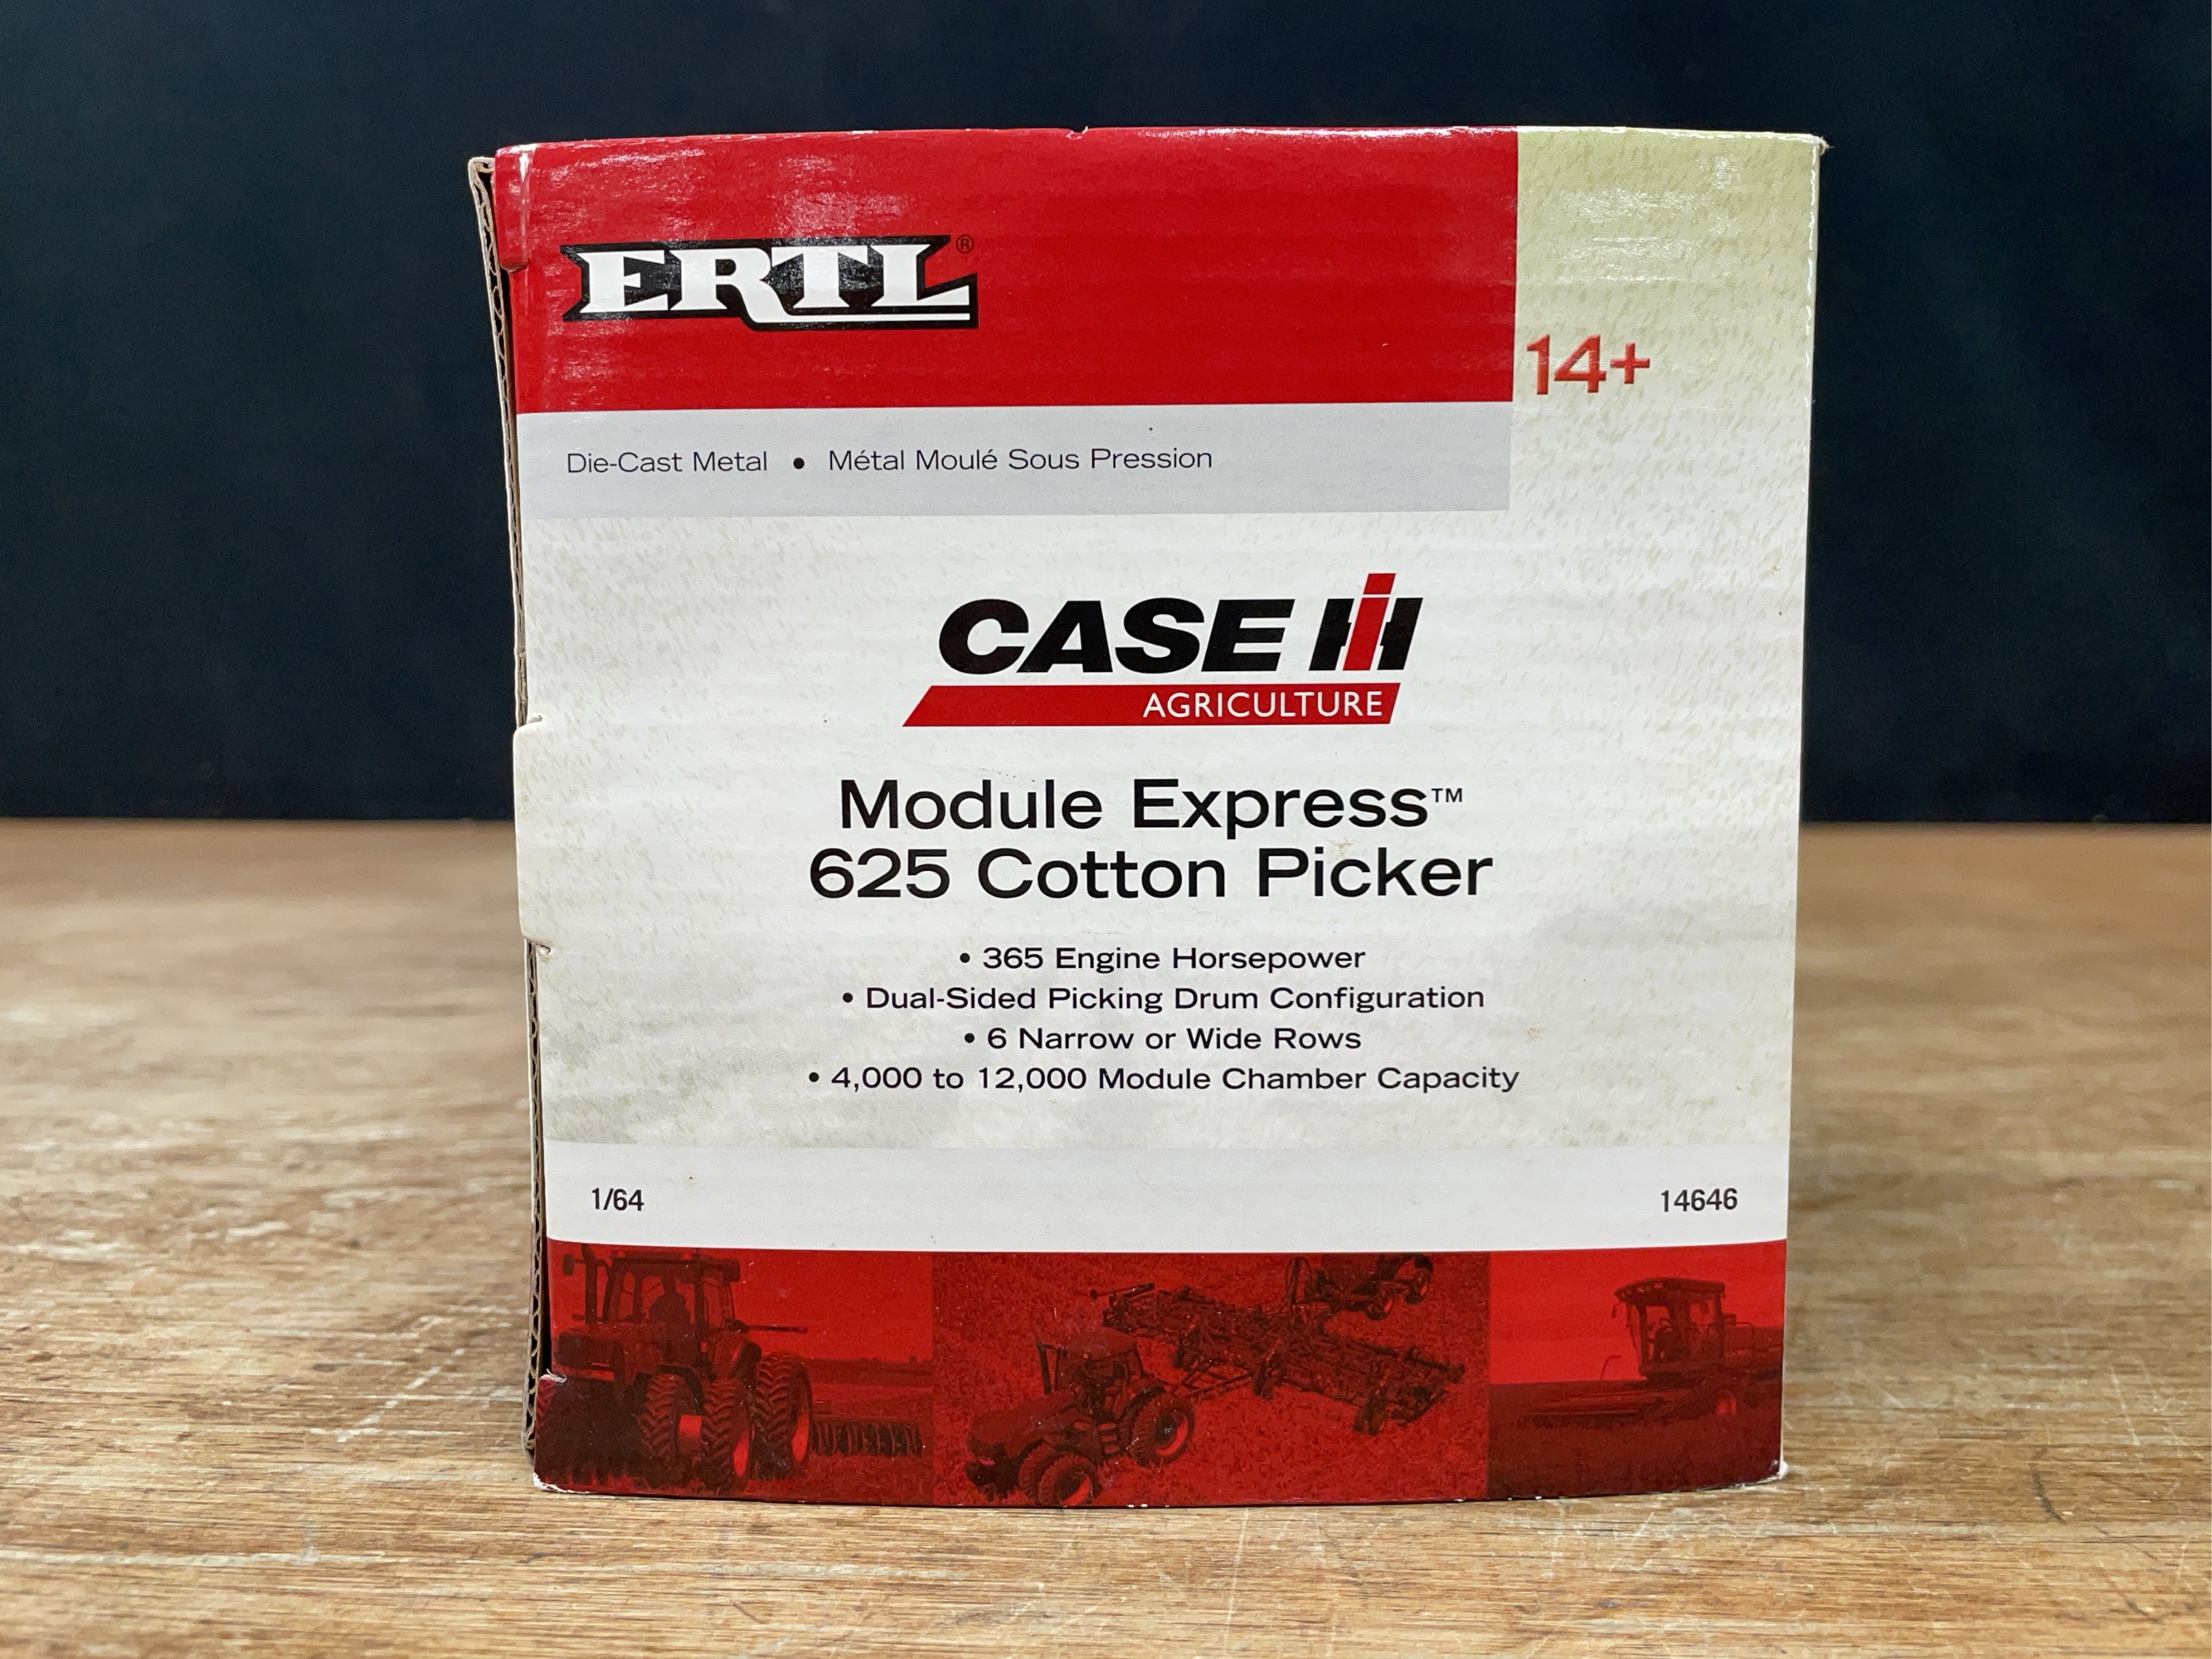 ERTL®
14+
Die-Cast Metal • Métal Moulé Sous Pression
CASE IH
AGRICULTURE
Module Express™
625 Cotton Picker
• 365 Engine Horsepower
• Dual-Sided Picking Drum Configuration
• 6 Narrow or Wide Rows
• 4,000 to 12,000 Module Chamber Capacity
1/64
14646